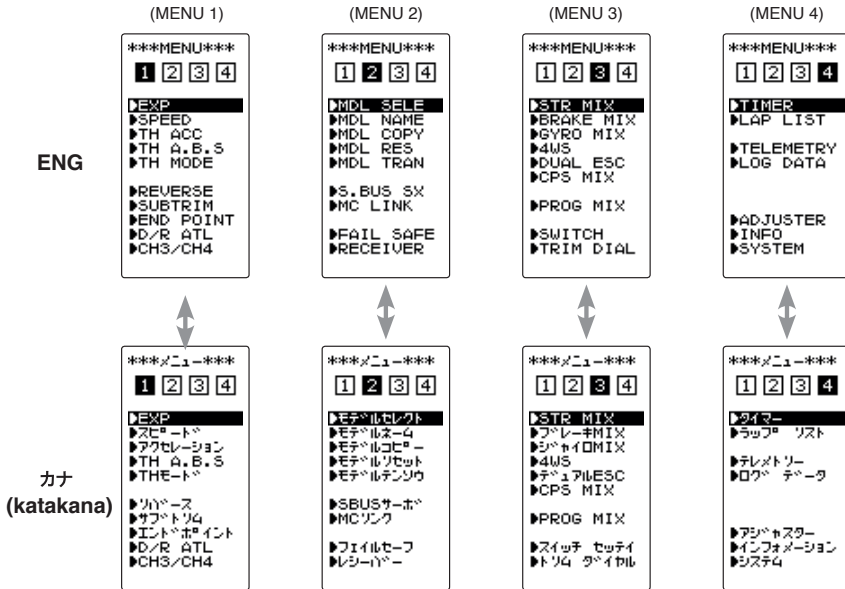 (MENU 1)
***MENU***
1 2 3 4
EXP
SPEED
TH ACC
TH A.B.S
TH MODE
REVERSE
SUBTRIM
END POINT
D/R ATL
CH3/CH4
(MENU 2)
***MENU***
1 2 3 4
MDL SELE
MDL NAME
MDL COPY
MDL RES
MDL TRAN
S.BUS SX
MC LINK
FAIL SAFE
RECEIVER
(MENU 3)
***MENU***
1 2 3 4
STR MIX
BRAKE MIX
GYRO MIX
4WS
DUAL ESC
CPS MIX
PROG MIX
SWITCH
TRIM DIAL
(MENU 4)
***MENU***
1 2 3 4
TIMER
LAP LIST
TELEMETRY
LOG DATA
ADJUSTER
INFO
SYSTEM
ENG
カナ
(katakana)
***メニュー***
1 2 3 4
EXP
スピード
アクセレーション
TH A.B.S
THモード
リバース
サブトリム
エンドポイント
D/R ATL
CH3/CH4
***メニュー***
1 2 3 4
モデルセレクト
モデルネーム
モデルコピー
モデルリセット
モデルテンソウ
SBUSサーボ
MCリンク
フェイルセーフ
レシーバー
***メニュー***
1 2 3 4
STR MIX
ブレーキMIX
ジャイロMIX
4WS
デュアルESC
CPS MIX
PROG MIX
スイッチ セッテイ
トリム ダイヤル
***メニュー***
1 2 3 4
タイマー
ラップ リスト
テレメトリー
ログ データ
アジャスター
インフォメーション
システム